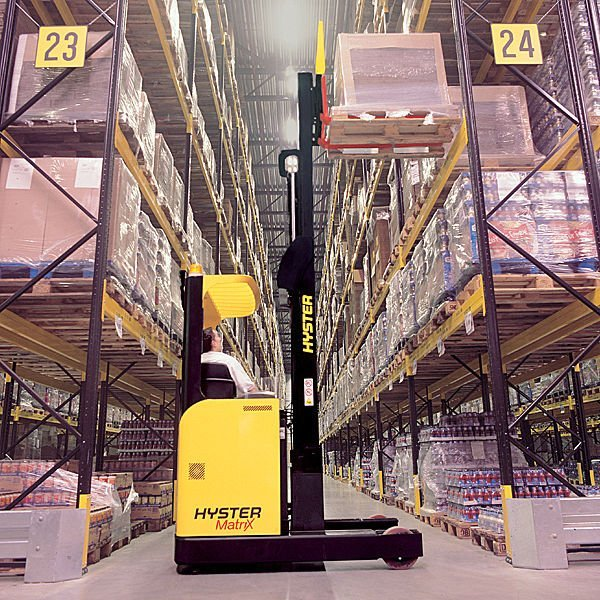 23
24
HYSTER
HYSTER
MatriX